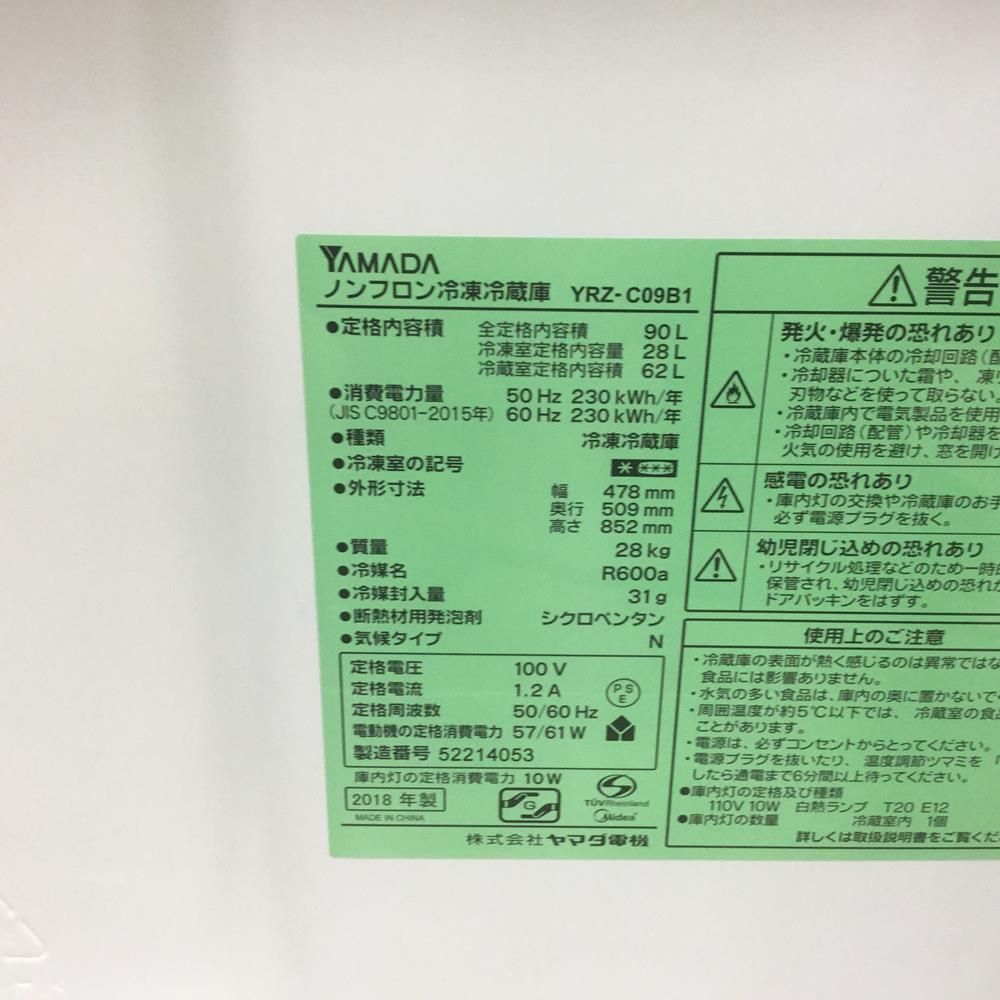 YAMADA
ノンフロン冷凍冷蔵庫 YRZ-C09B1
●定格内容積 全定格内容積 90 L
冷凍室定格内容量 28 L
冷蔵室定格内容積 62 L
●消費電力量 50 Hz 230 kWh/年
(JIS C9801-2015年) 60 Hz 230 kWh/年
●種類 冷凍冷蔵庫
●冷凍室の記号
●外形寸法 幅 478 mm
奥行 509 mm
高さ 852 mm
●質量 28 kg
●冷媒名 R600a
●冷媒封入量 31 g
●断熱材用発泡剤 シクロペンタン
●気候タイプ N
定格電圧 100 V
定格電流 1.2 A
定格周波数 50/60 Hz
電動機の定格消費電力 57/61 W
製造番号 52214053
PS
E
庫内灯の定格消費電力 10 W
2018 年製
MADE IN CHINA
G
TÜVRheinland
Midea
株式会社ヤマダ電機
警告
発火・爆発の恐れあり
・冷蔵庫本体の冷却回路(配
・冷却器についた霜や、凍り
刃物などを使って取らない。
・冷蔵庫内で電気製品を使用
・冷却回路(配管)や冷却器を
火気の使用を避け、窓を開け
感電の恐れあり
・庫内灯の交換や冷蔵庫のお手
必ず電源プラグを抜く。
幼児閉じ込めの恐れあり
・リサイクル処理などのため一時
保管され、幼児閉じ込めの恐れが
ドアパッキンをはずす。
使用上のご注意
・冷蔵庫の表面が熱く感じるのは異常ではな
食品には影響ありません。
・水気の多い食品は、庫内の奥に置かないで
・周囲温度が約5℃以下では、冷蔵室の食
ことがあります。
・電源は、必ずコンセントからとってください。
・電源プラグを抜いたり、温度調節ツマミを「
したら通電まで6分間以上待ってください。
●庫内灯の定格及び種類
110V 10W 白熱ランプ T20 E12
●庫内灯の数量 冷蔵室内 1個
詳しくは取扱説明書をご覧くだ